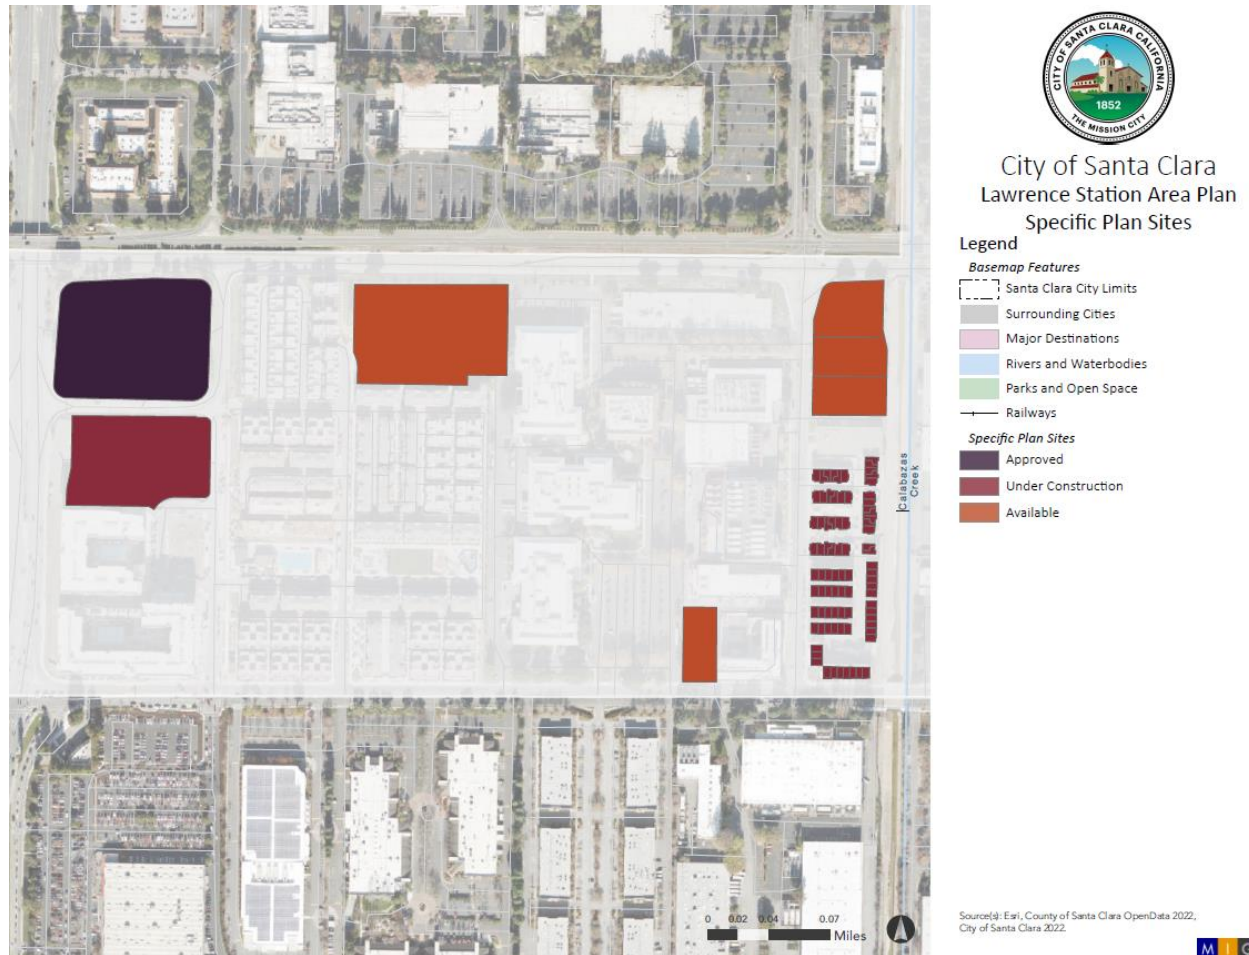 CITY OF SANTA CLARA CALIFORNIA
1852
THE MISSION CITY
City of Santa Clara
Lawrence Station Area Plan
Specific Plan Sites
Legend
Basemap Features
Santa Clara City Limits
Surrounding Cities
Major Destinations
Rivers and Waterbodies
Parks and Open Space
Railways
Specific Plan Sites
Approved
Under Construction
Available
Calabazas
Creek
0 0.02 0.04 0.07
Miles
Source(s): Esri, County of Santa Clara OpenData 2022,
City of Santa Clara 2022.
M I G